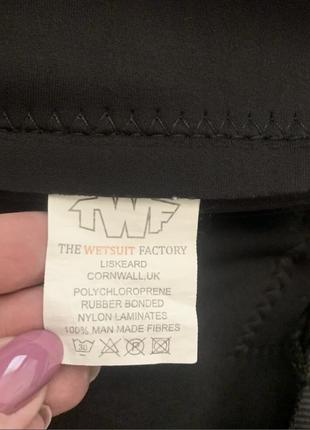 TWF
THE WETSUIT FACTORY
LISKEARD
CORNWALL,UK
POLYCHLOROPRENE
RUBBER BONDED
NYLON LAMINATES
100% MAN MADE FIBRES
30